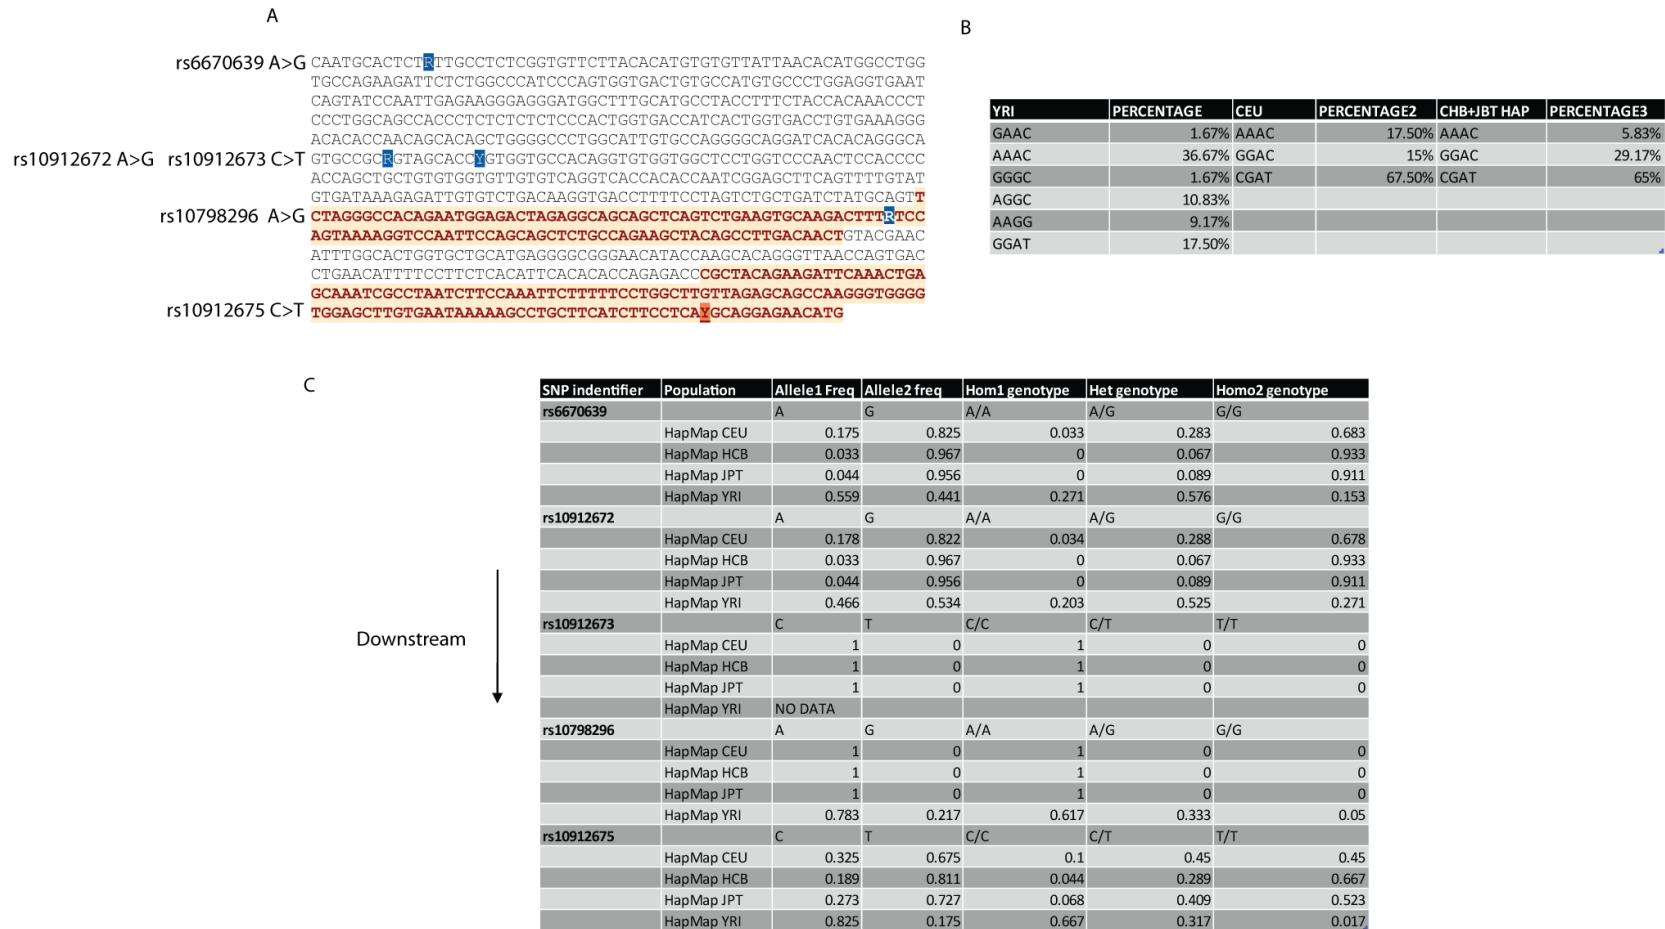 A
rs6670639 A>G CAATGCACTCTRTTGCCTCTCGGTGTTCTTACACATGTGTGTTATTAACACATGGCCTGG
TGCCAGAAGATTCTCTGGCCCATCCCAGTGGTGACTGTGCCATGTGCCCTGGAGGTGAAT
CAGTATCCAATTGAGAAGGGAGGGATGGCTTTGCATGCCTACCTTTCTACCACAAACCCT
CCCTGGCAGCCACCCTCTCTCTCTCCCACTGGTGACCATCACTGGTGACCTGTGAAAGGG
ACACACCAACAGCACAGCTGGGGCCCTGGCATTGTGCCAGGGGCAGGATCACACAGGGCA
rs10912672 A>G rs10912673 C>T GTGCCGCRGTAGCACCYGTGGTGCCACAGGTGTGGTGGCTCCTGGTCCCAACTCCACCCC
ACCAGCTGCTGTGTGGTGTTGTGTCAGGTCACCACACCAATCGGAGCTTCAGTTTTGTAT
GTGATAAAGAGATTGTGTCTGACAAGGTGACCTTTTCCTAGTCTGCTGATCTATGCAGTT
rs10798296 A>G CTAGGGCCACAGAATGGAGACTAGAGGCAGCAGCTCAGTCTGAAGTGCAAGACTTTRTCC
AGTAAAAGGTCCAATTCCAGCAGCTCTGCCAGAAGCTACAGCCTTGACAACTGTACGAAC
ATTTGGCACTGGTGCTGCATGAGGGGCGGGAACATACCAAGCACAGGGTTAACCAGTGAC
CTGAACATTTTCCTTCTCACATTCACACACCAGAGACCCGCTACAGAAGATTCAAACTGA
GCAAATCGCCTAATCTTCCAAATTCTTTTTCCTGGCTTGTTAGAGCAGCCAAGGGTGGGG
rs10912675 C>T TGGAGCTTGTGAATAAAAAGCCTGCTTCATCTTCCTCAYGCAGGAGAACATG
B
YRI PERCENTAGE CEU PERCENTAGE2 CHB+JBT HAP PERCENTAGE3
GAAC 1.67% AAAC 17.50% AAAC 5.83%
AAAC 36.67% GGAC 15% GGAC 29.17%
GGGC 1.67% CGAT 67.50% CGAT 65%
AGGC 10.83%
AAGG 9.17%
GGAT 17.50%
C
Downstream
SNP indentifier Population Allele1 Freq Allele2 freq Hom1 genotype Het genotype Homo2 genotype
rs6670639 A G A/A A/G G/G
HapMap CEU 0.175 0.825 0.033 0.283 0.683
HapMap HCB 0.033 0.967 0 0.067 0.933
HapMap JPT 0.044 0.956 0 0.089 0.911
HapMap YRI 0.559 0.441 0.271 0.576 0.153
rs10912672 A G A/A A/G G/G
HapMap CEU 0.178 0.822 0.034 0.288 0.678
HapMap HCB 0.033 0.967 0 0.067 0.933
HapMap JPT 0.044 0.956 0 0.089 0.911
HapMap YRI 0.466 0.534 0.203 0.525 0.271
rs10912673 C T C/C C/T T/T
HapMap CEU 1 0 1 0 0
HapMap HCB 1 0 1 0 0
HapMap JPT 1 0 1 0 0
HapMap YRI NO DATA
rs10798296 A G A/A A/G G/G
HapMap CEU 1 0 1 0 0
HapMap HCB 1 0 1 0 0
HapMap JPT 1 0 1 0 0
HapMap YRI 0.783 0.217 0.617 0.333 0.05
rs10912675 C T C/C C/T T/T
HapMap CEU 0.325 0.675 0.1 0.45 0.45
HapMap HCB 0.189 0.811 0.044 0.289 0.667
HapMap JPT 0.273 0.727 0.068 0.409 0.523
HapMap YRI 0.825 0.175 0.667 0.317 0.017